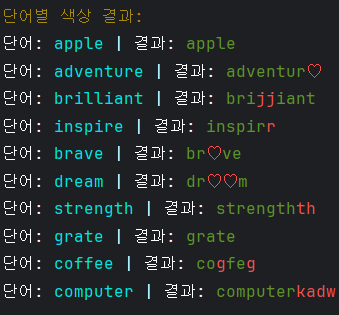 단어별 색상 결과:
단어: apple | 결과: apple
단어: adventure | 결과: adventur♡
단어: brilliant | 결과: brijjiant
단어: inspire | 결과: inspirr
단어: brave | 결과: br♡ve
단어: dream | 결과: dr♡♡m
단어: strength | 결과: strengthth
단어: grate | 결과: grate
단어: coffee | 결과: cogfeg
단어: computer | 결과: computerkadw